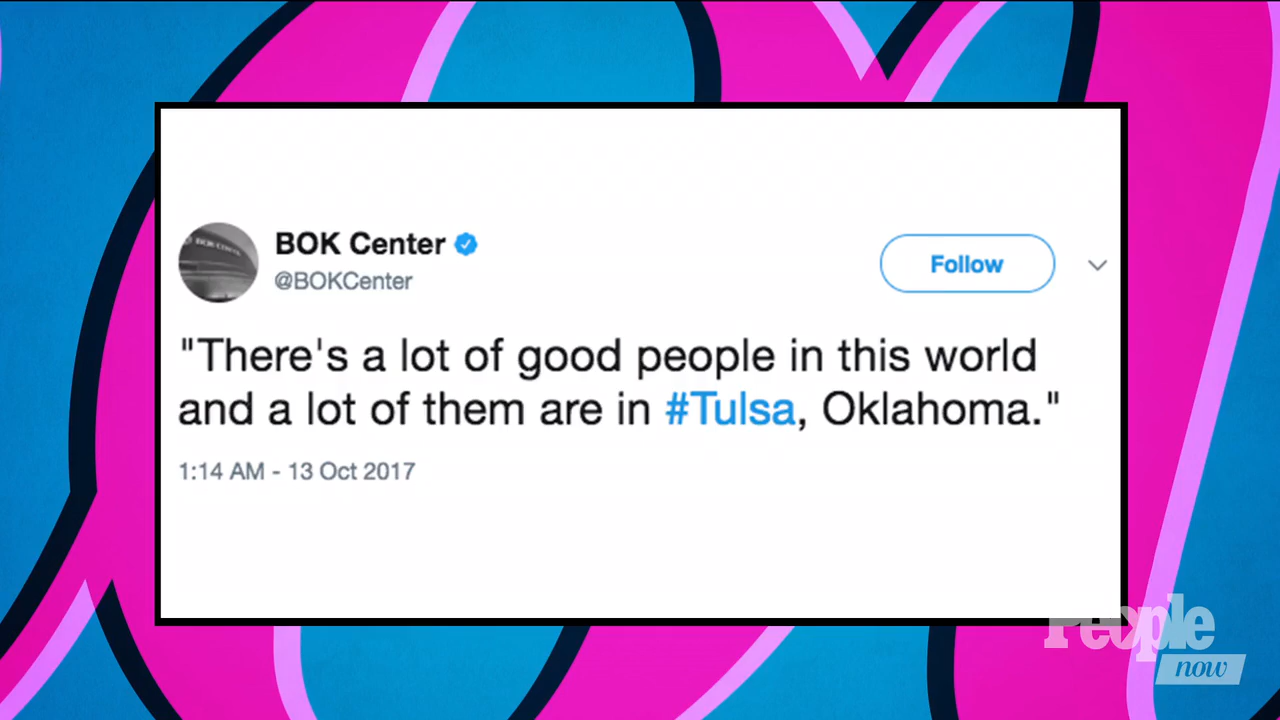 BOK Center
@BOKCenter
Follow
"There's a lot of good people in this world
and a lot of them are in #Tulsa, Oklahoma."
1:14 AM - 13 Oct 2017
People
now